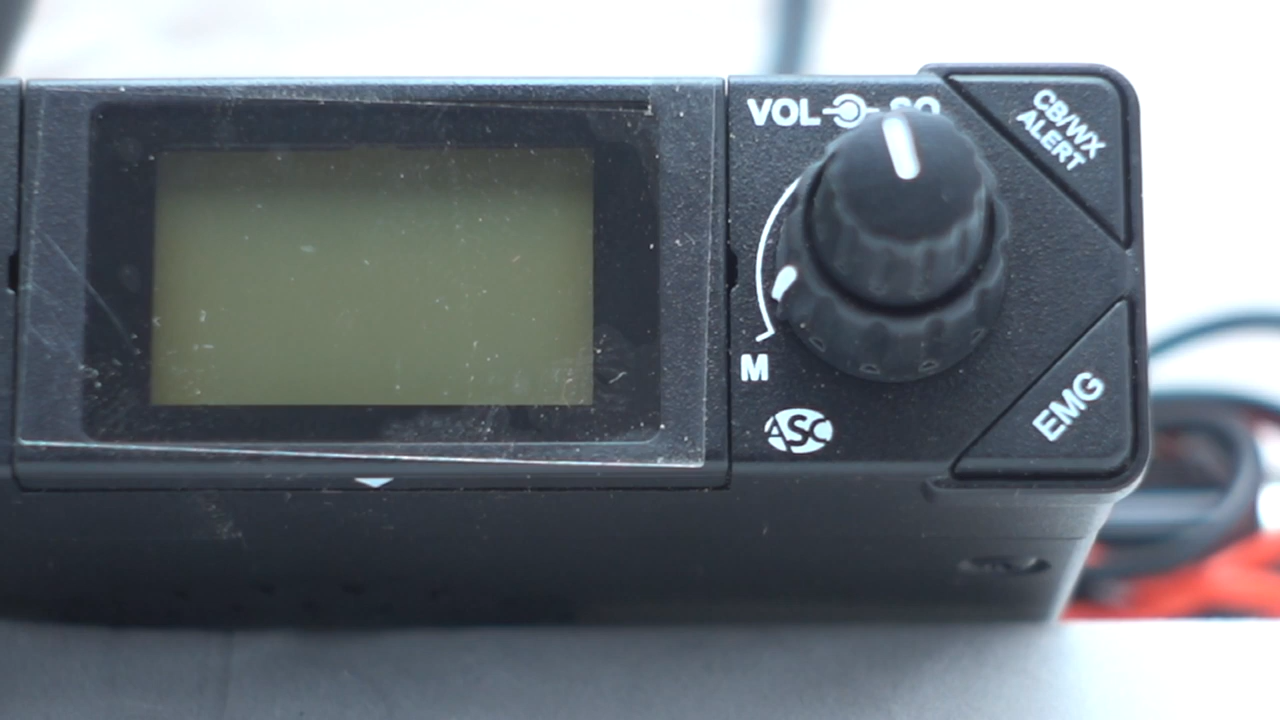 VOL SQ
CB/WX
ALERT
M
ASC
EMG